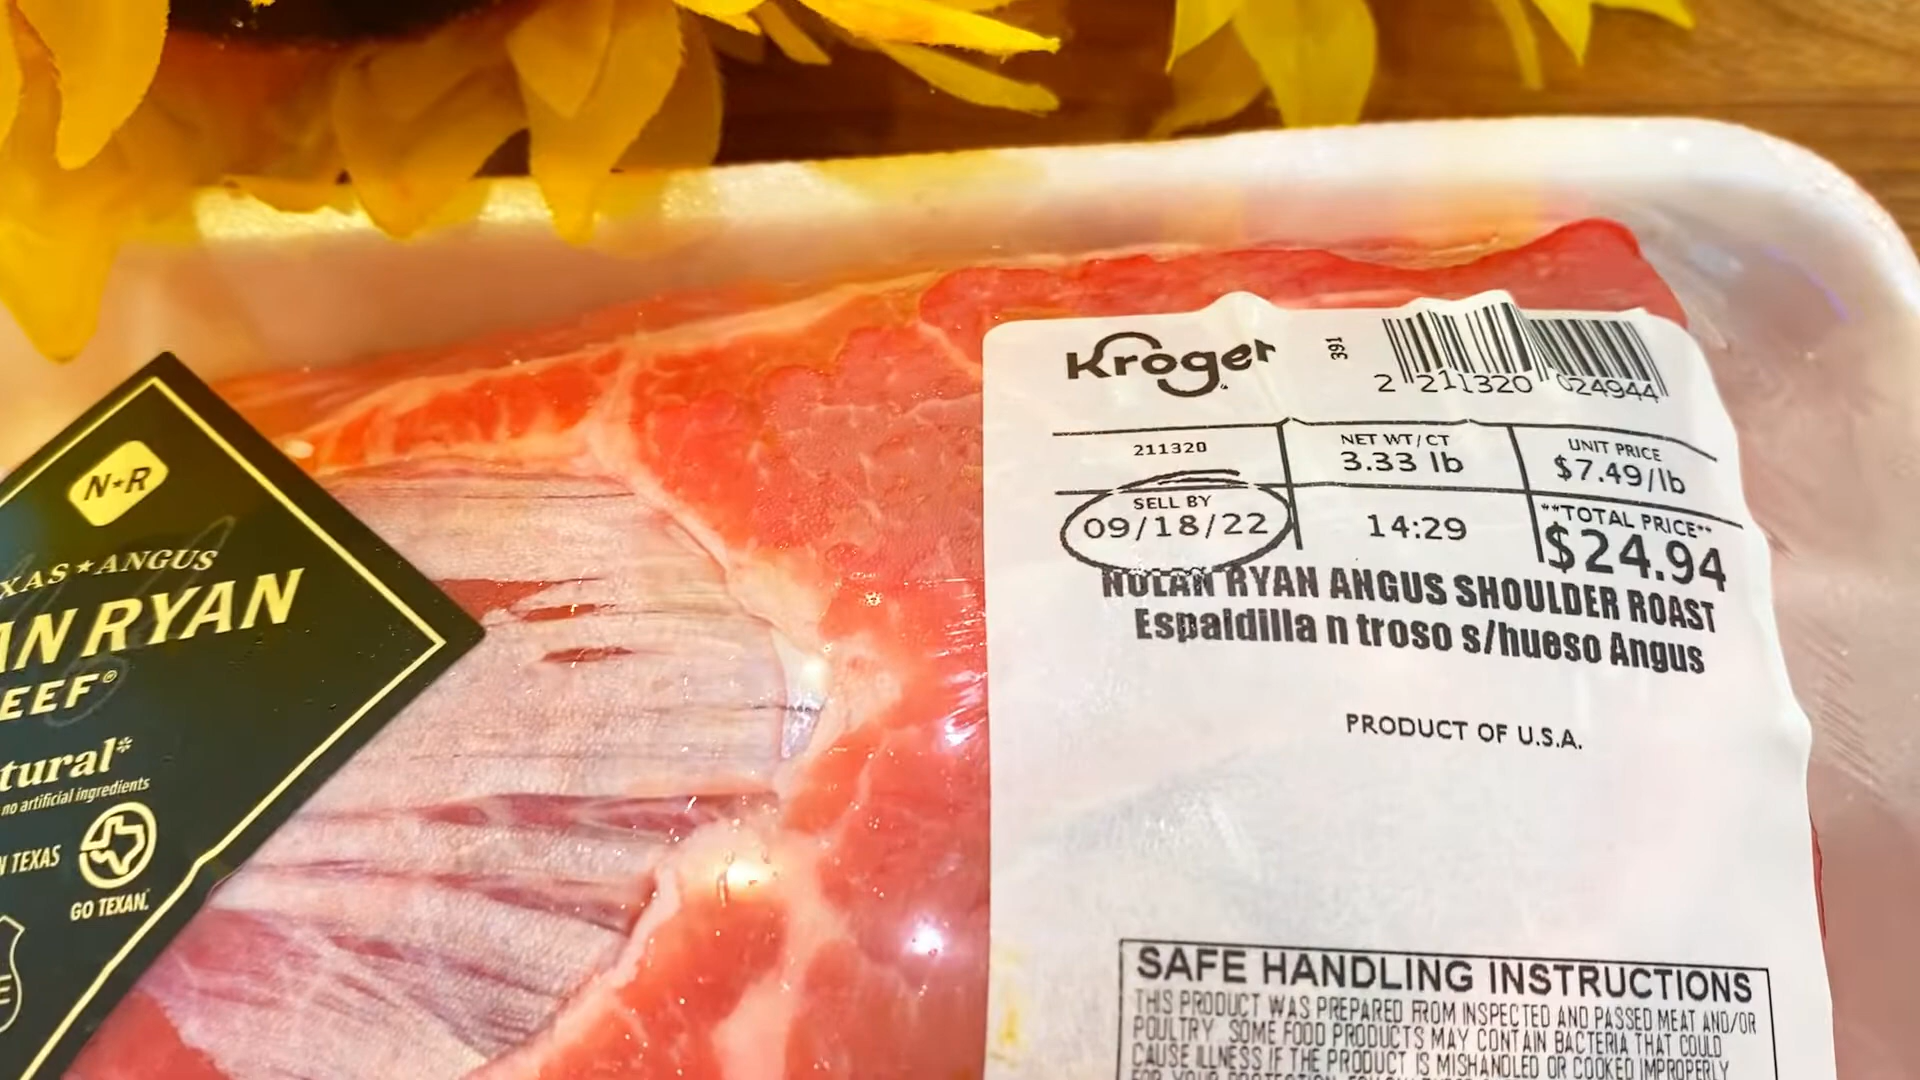 N★R
XAS★ANGUS
AN RYAN
EEF®
tural*
no artificial ingredients
N TEXAS
GO TEXAN.
E
Kroger
391
2 211320 024944
211320
NET WT/CT
3.33 lb
UNIT PRICE
$7.49/lb
SELL BY
09/18/22
14:29
**TOTAL PRICE**
$24.94
NOLAN RYAN ANGUS SHOULDER ROAST
Espaldilla n troso s/hueso Angus
PRODUCT OF U.S.A.
SAFE HANDLING INSTRUCTIONS
THIS PRODUCT WAS PREPARED FROM INSPECTED AND PASSED MEAT AND/OR
POULTRY. SOME FOOD PRODUCTS MAY CONTAIN BACTERIA THAT COULD
CAUSE ILLNESS IF THE PRODUCT IS MISHANDLED OR COOKED IMPROPERLY
FOR YOUR PROTECTION